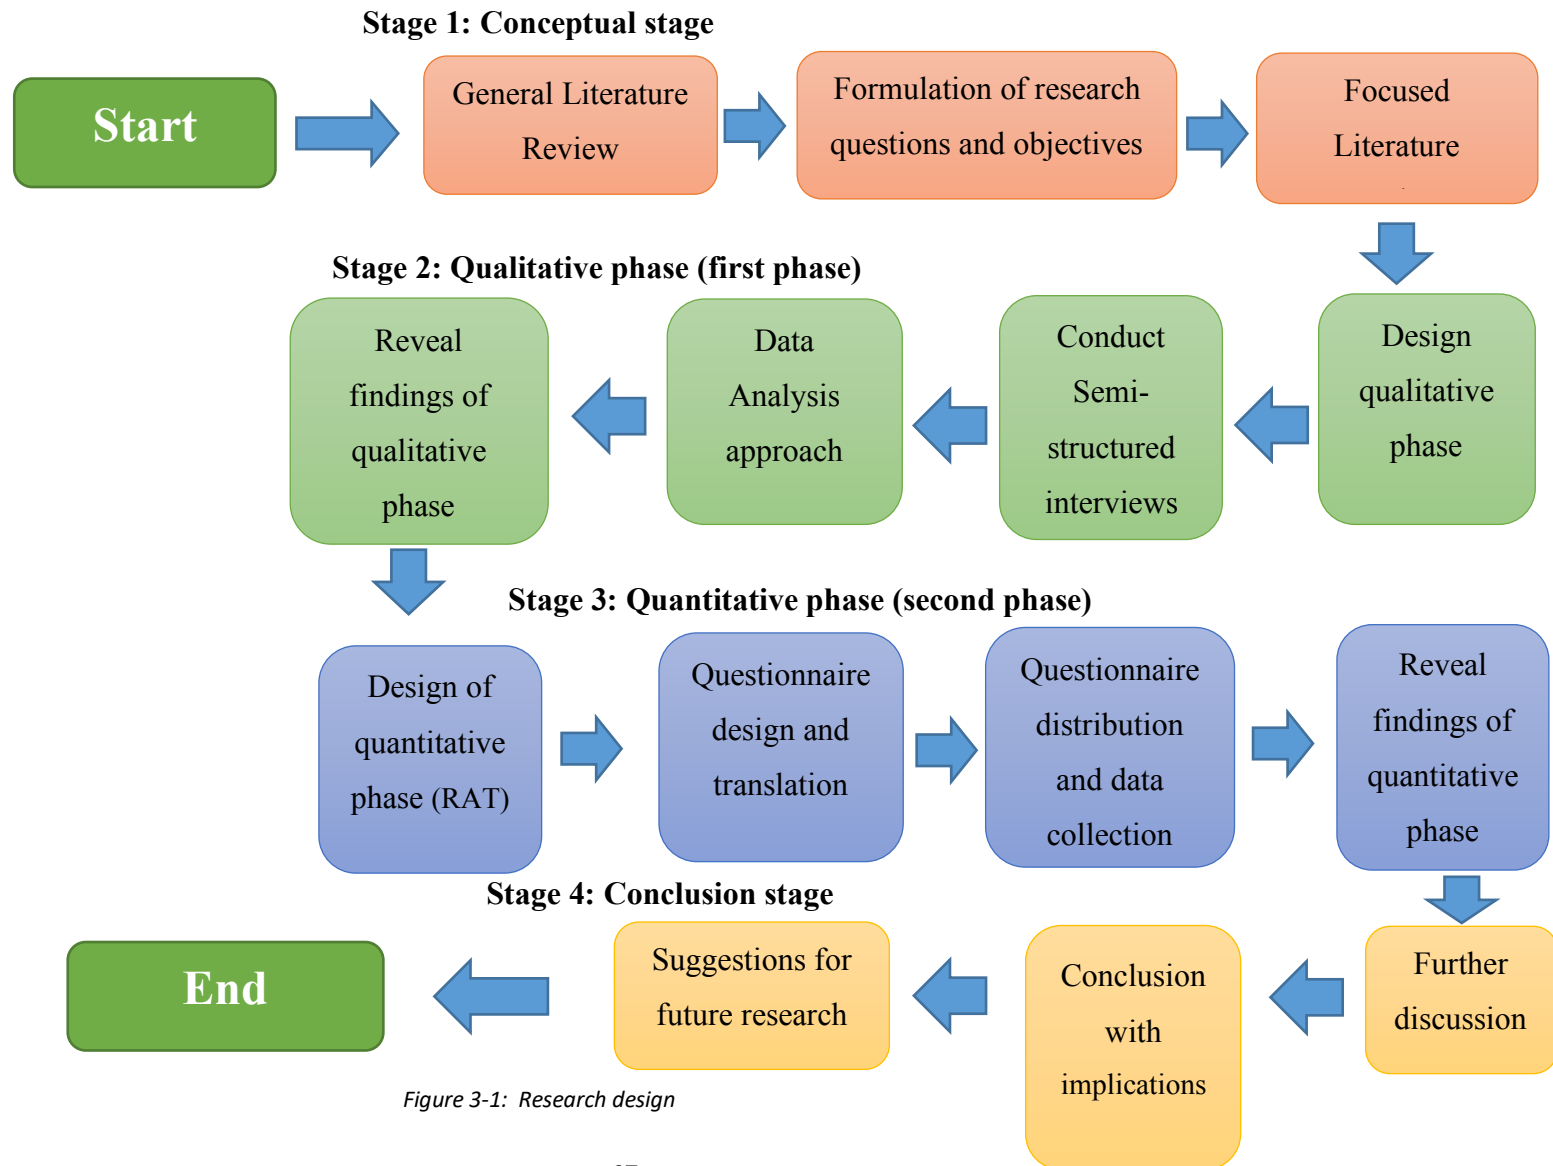 Stage 1: Conceptual stage
Start
General Literature
Review
Formulation of research
questions and objectives
Focused
Literature
Stage 2: Qualitative phase (first phase)
Design
qualitative
phase
Conduct
Semi-
structured
interviews
Data
Analysis
approach
Reveal
findings of
qualitative
phase
Stage 3: Quantitative phase (second phase)
Design of
quantitative
phase (RAT)
Questionnaire
design and
translation
Questionnaire
distribution
and data
collection
Reveal
findings of
quantitative
phase
Stage 4: Conclusion stage
Further
discussion
Conclusion
with
implications
Suggestions for
future research
End
Figure 3-1: Research design